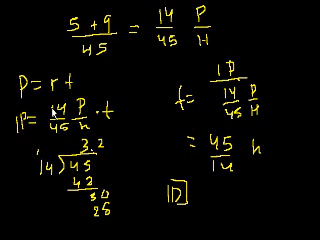 5 + 9 / 45 = 14/45 P/H
P = r t
1P = 14/45 P/h · t
t = 1P / (14/45 P/H)
= 45/14 h
3.2
14 ) 45
42
30
28
D